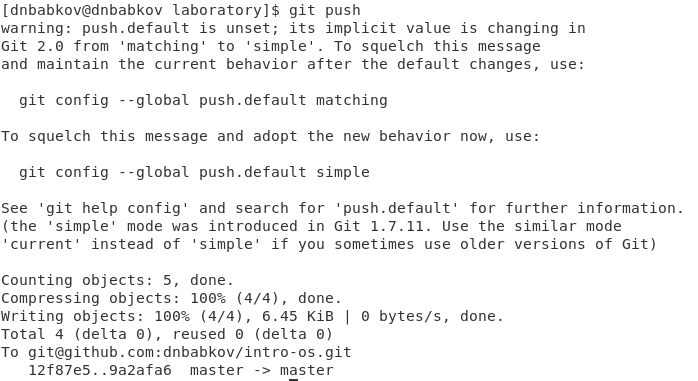 [dnbabkov@dnbabkov laboratory]$ git push
warning: push.default is unset; its implicit value is changing in
Git 2.0 from 'matching' to 'simple'. To squelch this message
and maintain the current behavior after the default changes, use:

  git config --global push.default matching

To squelch this message and adopt the new behavior now, use:

  git config --global push.default simple

See 'git help config' and search for 'push.default' for further information.
(the 'simple' mode was introduced in Git 1.7.11. Use the similar mode
'current' instead of 'simple' if you sometimes use older versions of Git)

Counting objects: 5, done.
Compressing objects: 100% (4/4), done.
Writing objects: 100% (4/4), 6.45 KiB | 0 bytes/s, done.
Total 4 (delta 0), reused 0 (delta 0)
To git@github.com:dnbabkov/intro-os.git
   12f87e5..9a2afa6  master -> master